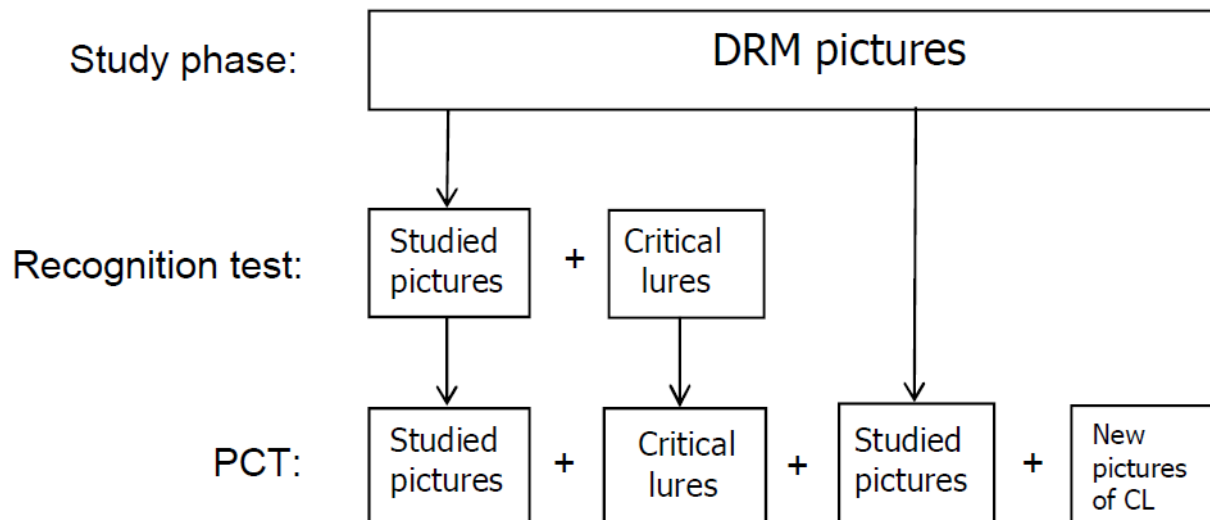 Study phase:
DRM pictures
Recognition test:
Studied
pictures
+
Critical
lures
PCT:
Studied
pictures
+
Critical
lures
+
Studied
pictures
+
New
pictures
of CL